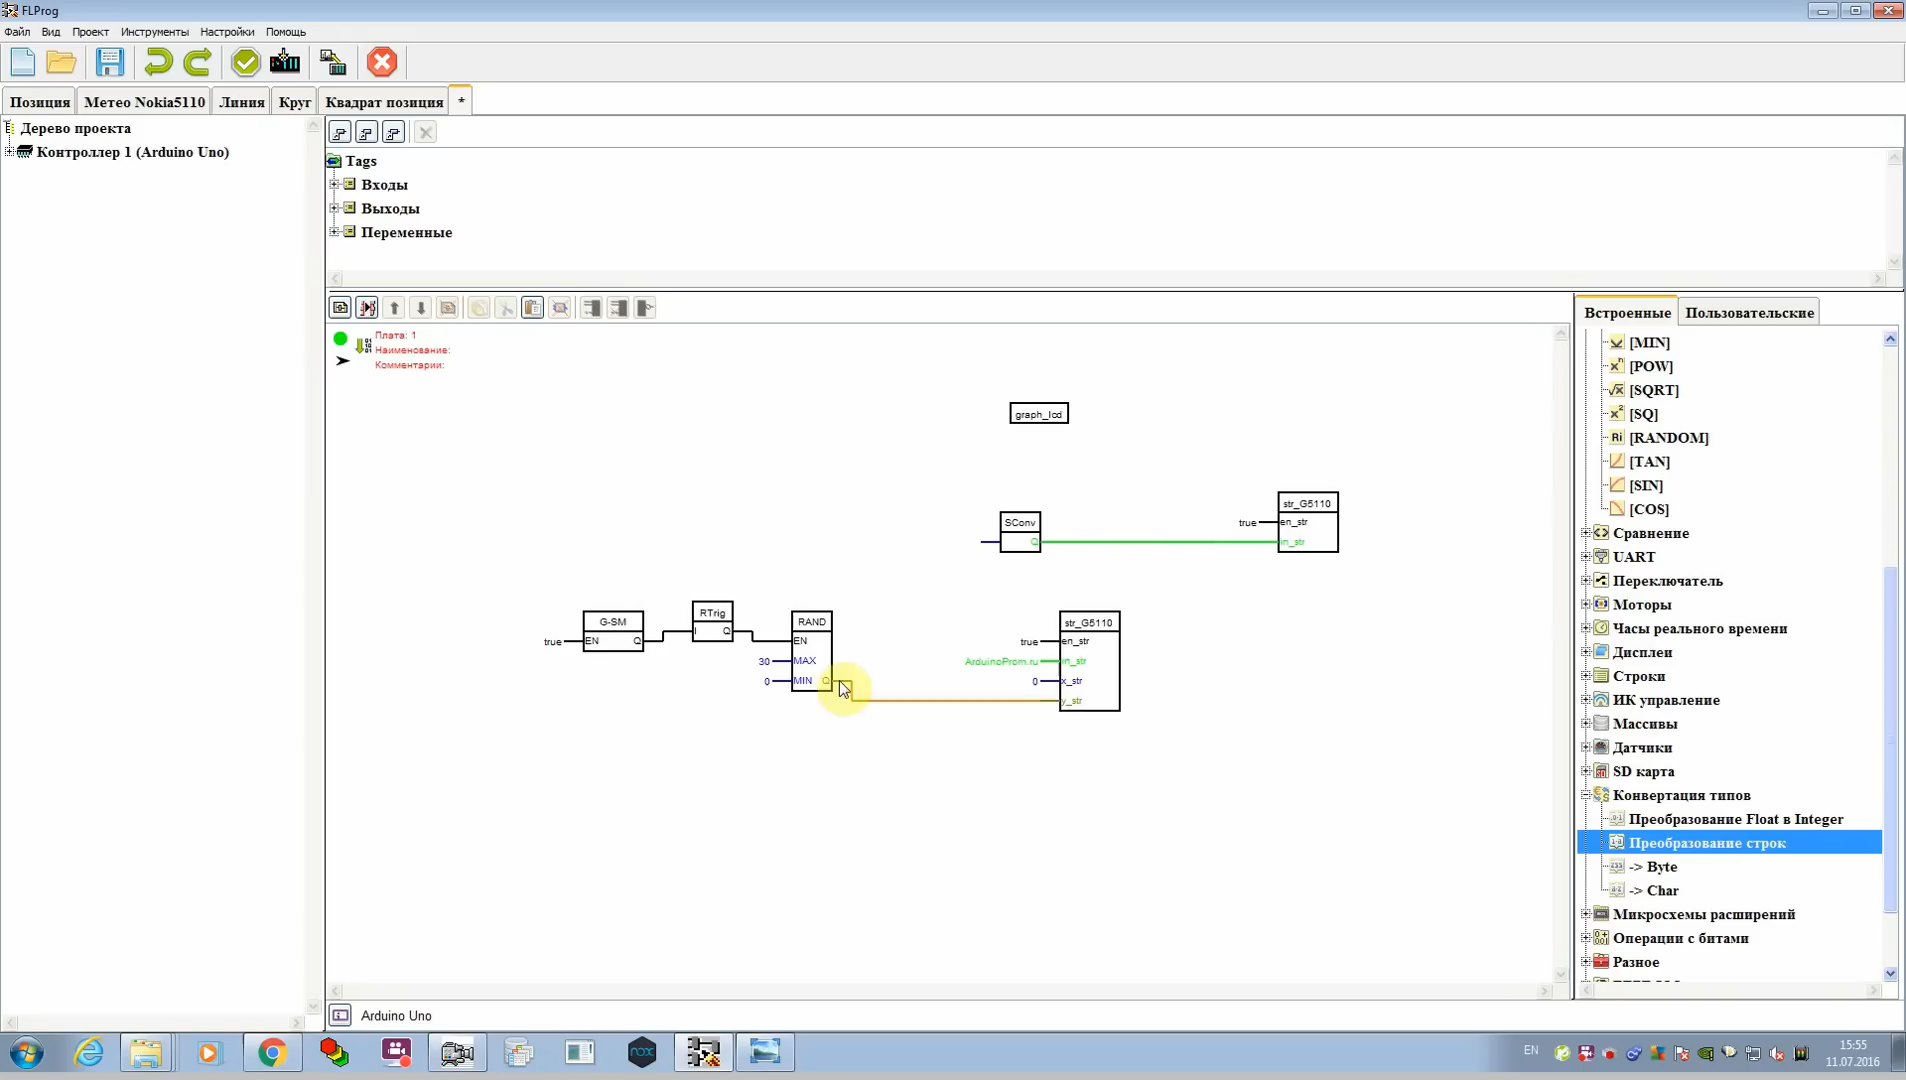 FLProg
Файл Вид Проект Инструменты Настройки Помощь
Позиция Метео Nokia5110 Линия Круг Квадрат позиция *
Дерево проекта
Контроллер 1 (Arduino Uno)
Tags
Входы
Выходы
Переменные
Плата: 1
Наименование:
Комментарии:
graph_lcd
SConv
Q
str_G5110
true en_str
in_str
G-SM
true EN Q
RTrig
I Q
RAND
EN
30 MAX
0 MIN Q
str_G5110
true en_str
ArduinoProm.ru in_str
0 x_str
y_str
Встроенные Пользовательские
[MIN]
[POW]
[SQRT]
[SQ]
[RANDOM]
[TAN]
[SIN]
[COS]
Сравнение
UART
Переключатель
Моторы
Часы реального времени
Дисплеи
Строки
ИК управление
Массивы
Датчики
SD карта
Конвертация типов
Преобразование Float в Integer
Преобразование строк
-> Byte
-> Char
Микросхемы расширений
Операции с битами
Разное
Arduino Uno
nox
EN
15:55
11.07.2016